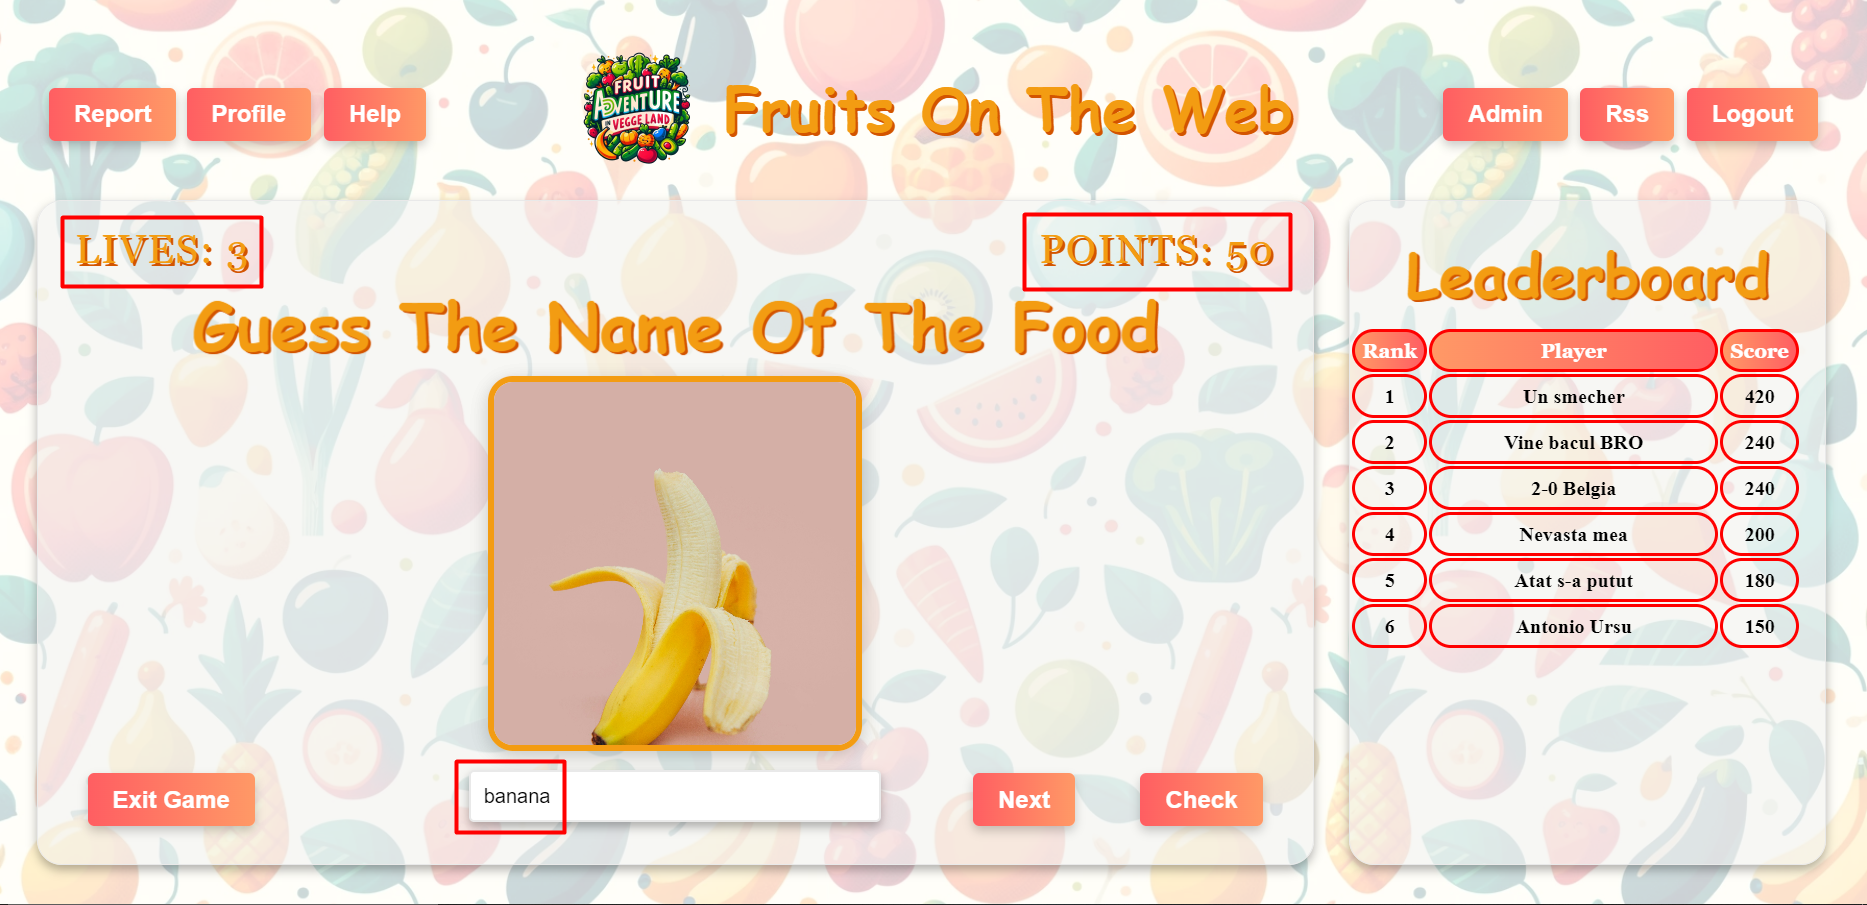 Report
Profile
Help
FRUIT
ADVENTURE
IN VEGGE LAND
Fruits On The Web
Admin
Rss
Logout
LIVES: 3
POINTS: 50
Guess The Name Of The Food
banana
Exit Game
Next
Check
Leaderboard
Rank Player Score
1 Un smecher 420
2 Vine bacul BRO 240
3 2-0 Belgia 240
4 Nevasta mea 200
5 Atat s-a putut 180
6 Antonio Ursu 150